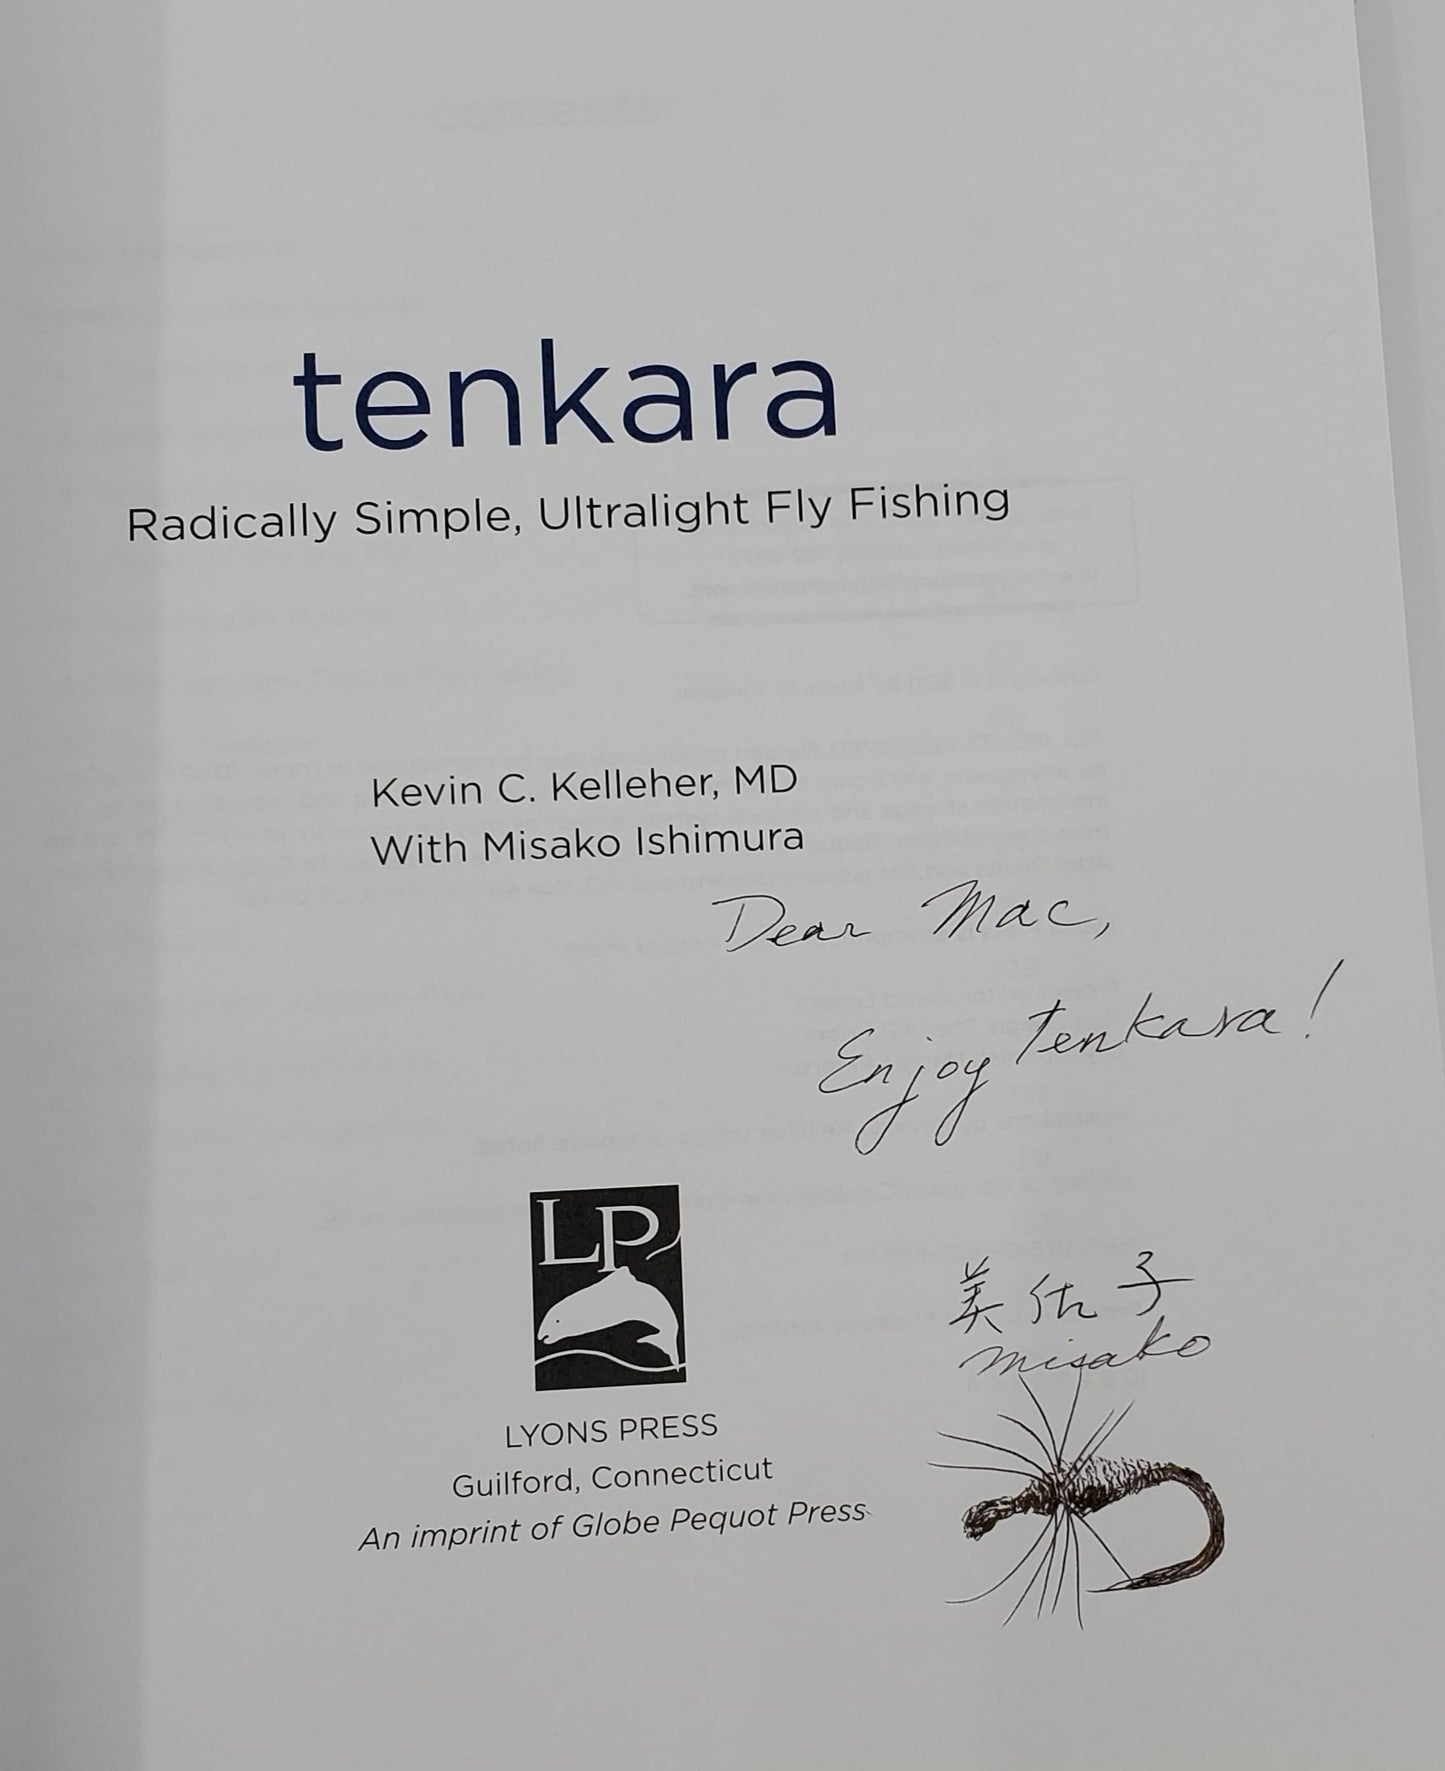 contents
tenkara
Radically Simple, Ultralight Fly Fishing
Kevin C. Kelleher, MD
With Misako Ishimura
Dear Mac,
Enjoy Tenkara!
LP
美佐子
Misako
LYONS PRESS
Guilford, Connecticut
An imprint of Globe Pequot Press